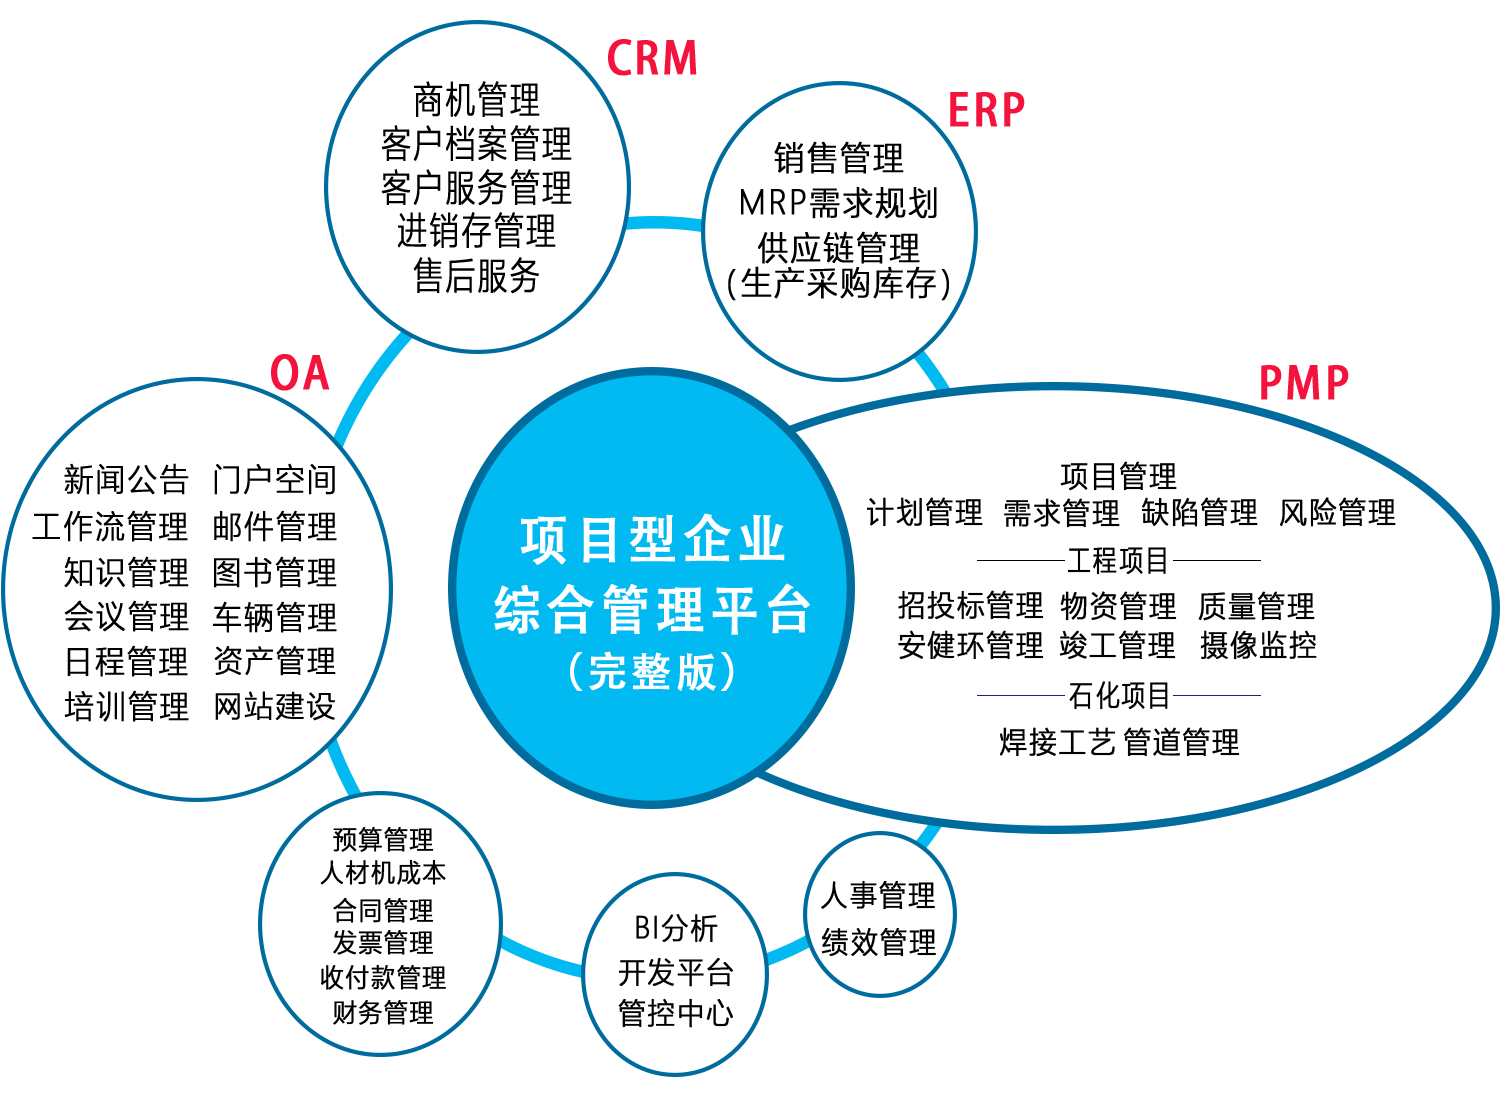 CRM
商机管理
客户档案管理
客户服务管理
进销存管理
售后服务
ERP
销售管理
MRP需求规划
供应链管理
(生产采购库存)
OA
新闻公告 门户空间
工作流管理 邮件管理
知识管理 图书管理
会议管理 车辆管理
日程管理 资产管理
培训管理 网站建设
项目型企业
综合管理平台
(完整版)
PMP
项目管理
计划管理 需求管理 缺陷管理 风险管理
工程项目
招投标管理 物资管理 质量管理
安健环管理 竣工管理 摄像监控
石化项目
焊接工艺 管道管理
预算管理
人材机成本
合同管理
发票管理
收付款管理
财务管理
BI分析
开发平台
管控中心
人事管理
绩效管理